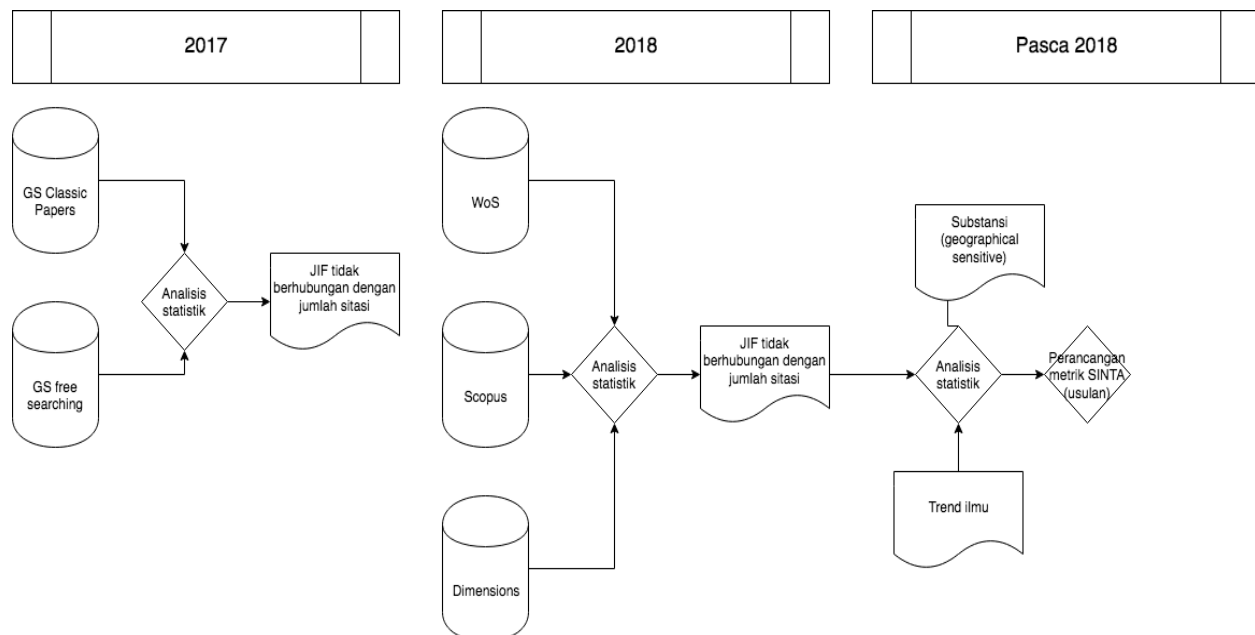 2017
2018
Pasca 2018
GS Classic
Papers
GS free
searching
Analisis
statistik
JIF tidak
berhubungan dengan
jumlah sitasi
WoS
Scopus
Dimensions
Analisis
statistik
JIF tidak
berhubungan dengan
jumlah sitasi
Substansi
(geographical
sensitive)
Analisis
statistik
Trend ilmu
Perancangan
metrik SINTA
(usulan)